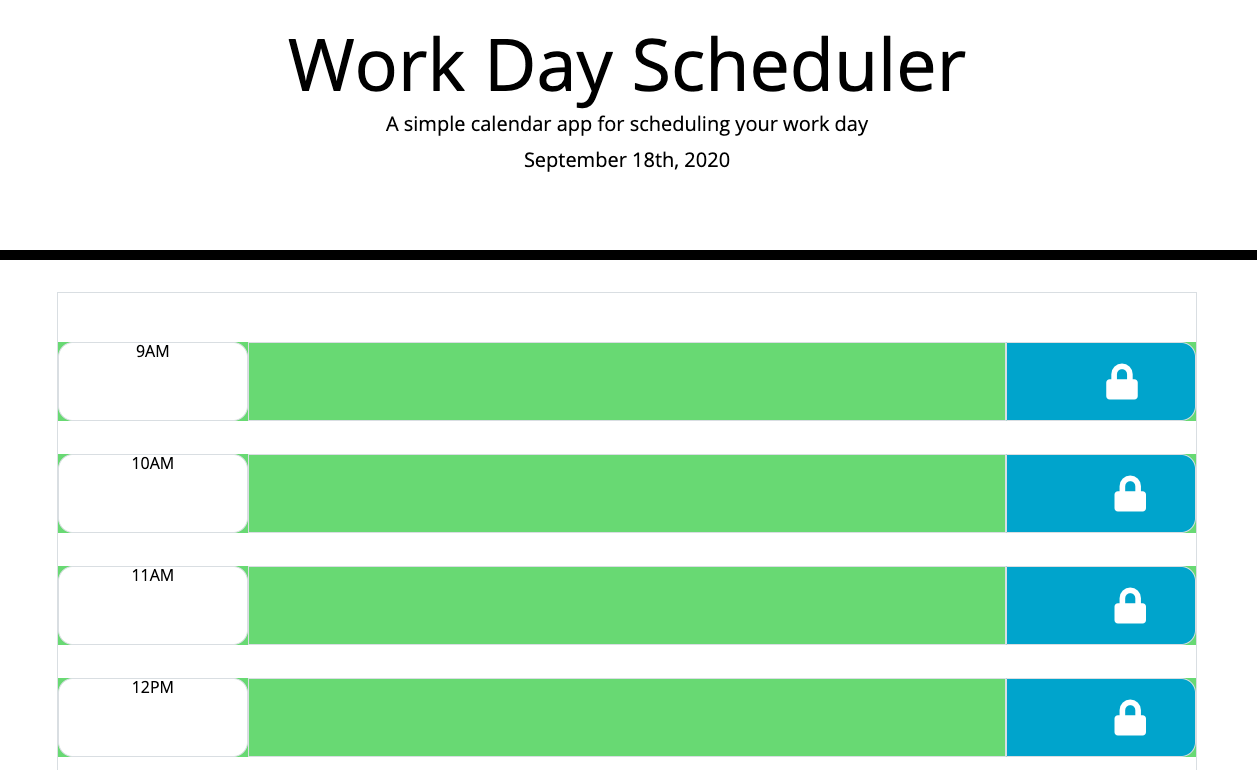 Work Day Scheduler
A simple calendar app for scheduling your work day
September 18th, 2020
9AM
10AM
11AM
12PM